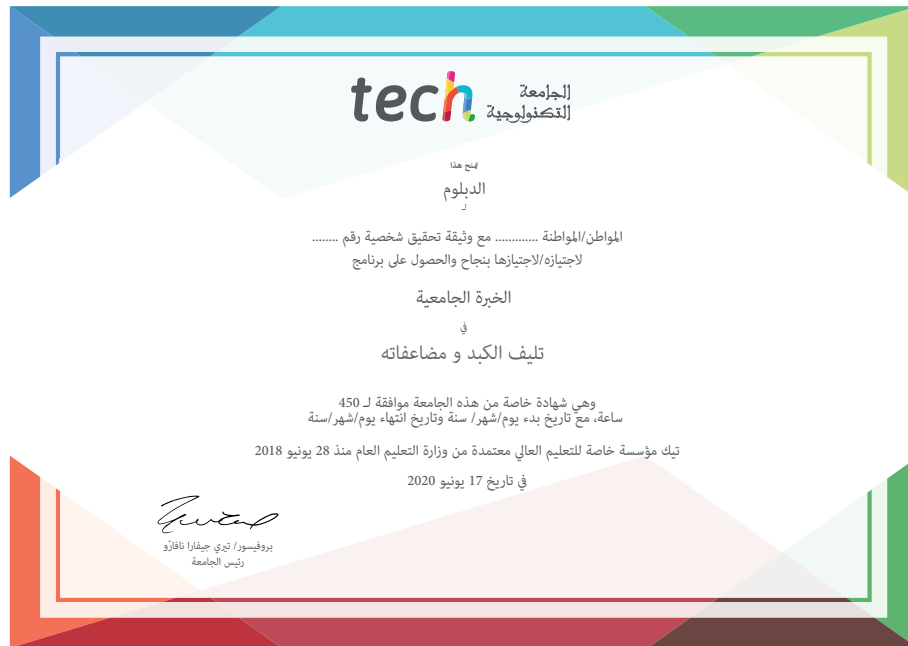 tech الجامعة
التكنولوجية
يمنح هذا
الدبلوم
لـ
المواطن/المواطنة ............. مع وثيقة تحقيق شخصية رقم ........
لاجتيازه/لاجتيازها بنجاح والحصول على برنامج
الخبرة الجامعية
في
تليف الكبد و مضاعفاته
وهي شهادة خاصة من هذه الجامعة موافقة لـ 450
ساعة، مع تاريخ بدء يوم/شهر/ سنة وتاريخ انتهاء يوم/شهر/سنة
تيك مؤسسة خاصة للتعليم العالي معتمدة من وزارة التعليم العام منذ 28 يونيو 2018
في تاريخ 17 يونيو 2020
بروفيسور/ تيري جيفارا نافارّو
رئيس الجامعة